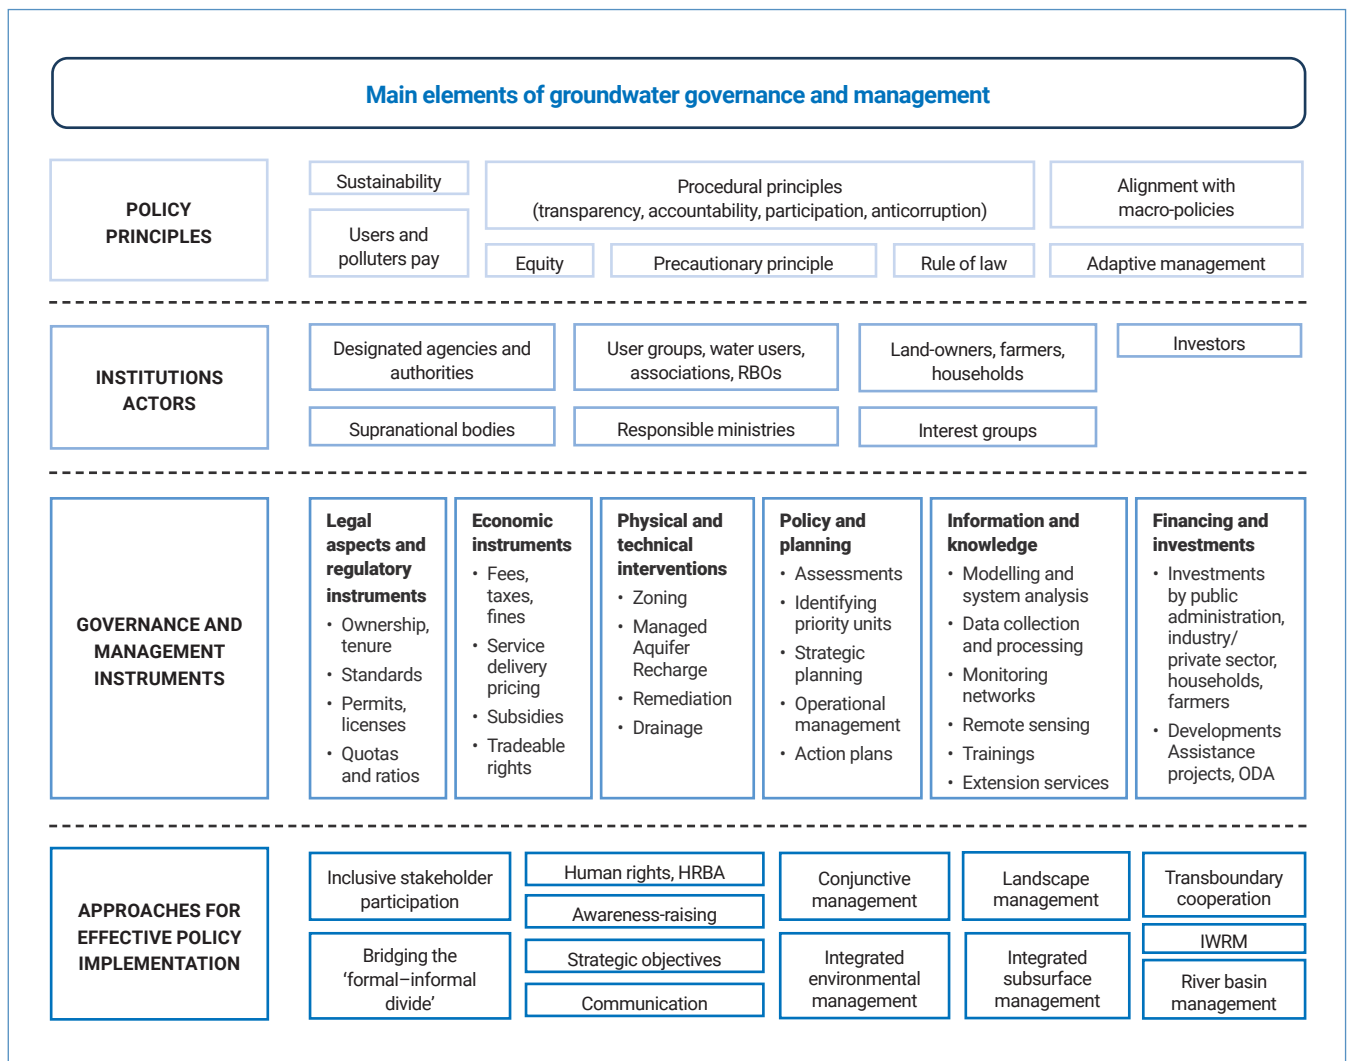 Main elements of groundwater governance and management
POLICY
PRINCIPLES
Sustainability
Users and
polluters pay
Procedural principles
(transparency, accountability, participation, anticorruption)
Equity
Precautionary principle
Rule of law
Alignment with
macro-policies
Adaptive management
INSTITUTIONS
ACTORS
Designated agencies and
authorities
User groups, water users,
associations, RBOs
Land-owners, farmers,
households
Investors
Supranational bodies
Responsible ministries
Interest groups
GOVERNANCE AND
MANAGEMENT
INSTRUMENTS
Legal
aspects and
regulatory
instruments
• Ownership,
tenure
• Standards
• Permits,
licenses
• Quotas
and ratios
Economic
instruments
• Fees,
taxes,
fines
• Service
delivery
pricing
• Subsidies
• Tradeable
rights
Physical and
technical
interventions
• Zoning
• Managed
Aquifer
Recharge
• Remediation
• Drainage
Policy and
planning
• Assessments
• Identifying
priority units
• Strategic
planning
• Operational
management
• Action plans
Information and
knowledge
• Modelling and
system analysis
• Data collection
and processing
• Monitoring
networks
• Remote sensing
• Trainings
• Extension services
Financing and
investments
• Investments
by public
administration,
industry/
private sector,
households,
farmers
• Developments
Assistance
projects, ODA
APPROACHES FOR
EFFECTIVE POLICY
IMPLEMENTATION
Inclusive stakeholder
participation
Bridging the
‘formal–informal
divide’
Human rights, HRBA
Awareness-raising
Strategic objectives
Communication
Conjunctive
management
Integrated
environmental
management
Landscape
management
Integrated
subsurface
management
Transboundary
cooperation
IWRM
River basin
management